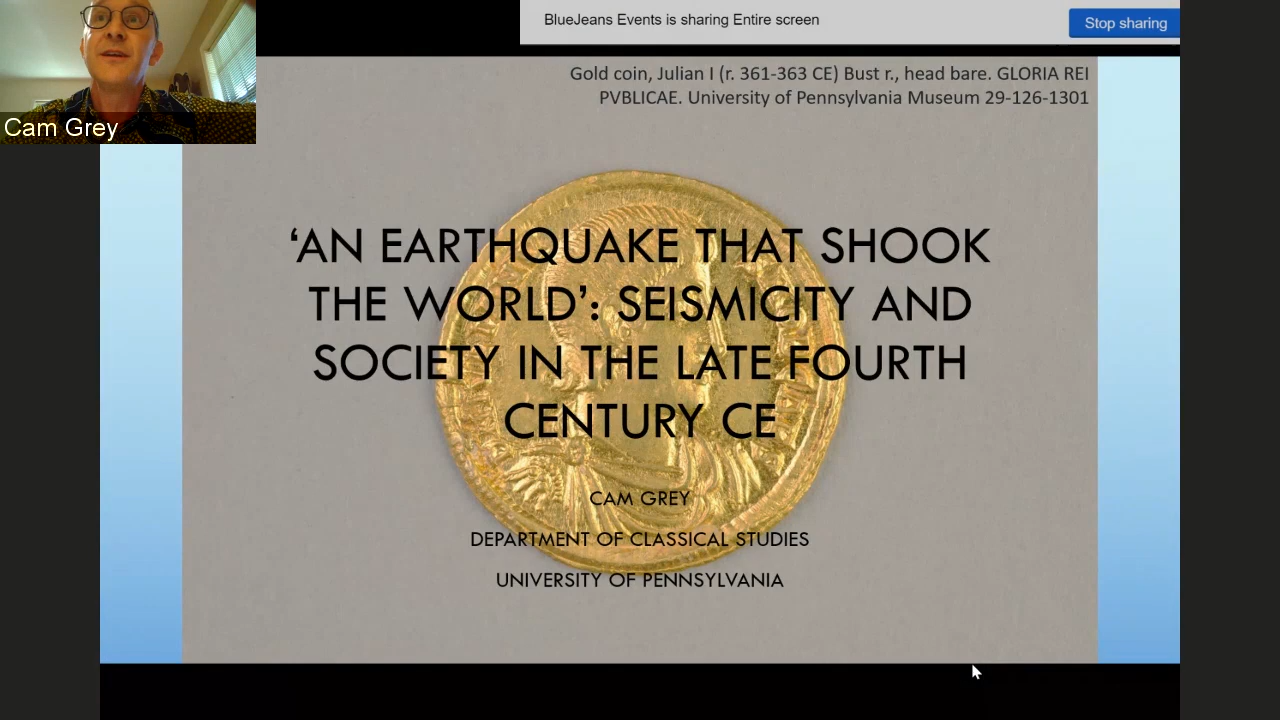 BlueJeans Events is sharing Entire screen
Stop sharing
Gold coin, Julian I (r. 361-363 CE) Bust r., head bare. GLORIA REI
PVBLICAE. University of Pennsylvania Museum 29-126-1301
Cam Grey
‘AN EARTHQUAKE THAT SHOOK
THE WORLD’: SEISMICITY AND
SOCIETY IN THE LATE FOURTH
CENTURY CE
CAM GREY
DEPARTMENT OF CLASSICAL STUDIES
UNIVERSITY OF PENNSYLVANIA